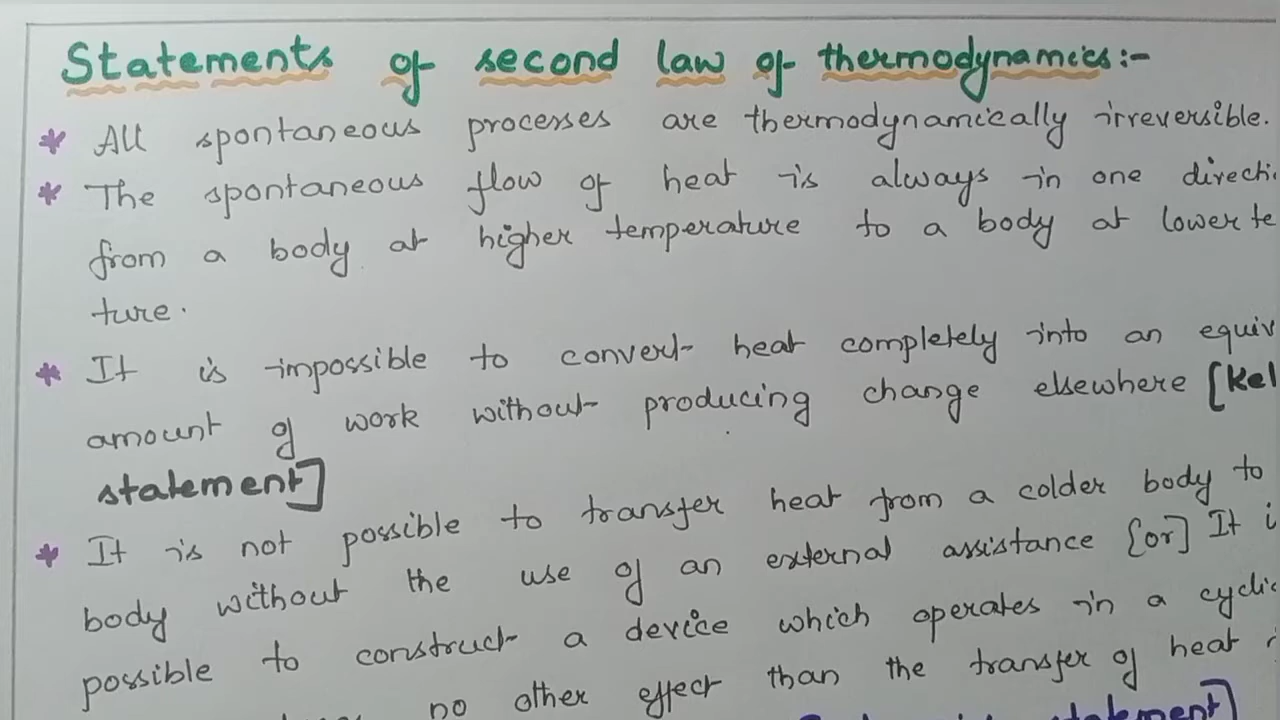 Statements of second law of thermodynamics:-
* All spontaneous processes are thermodynamically irreversible.
* The spontaneous flow of heat is always in one directi
from a body at higher temperature to a body at lower te
ture.
* It is impossible to convert heat completely into an equiv
amount of work without producing change elsewhere [Kel
statement]
* It is not possible to transfer heat from a colder body to
body without the use of an external assistance [or] It i
possible to construct a device which operates in a cyclic
no other effect than the transfer of heat
statement]